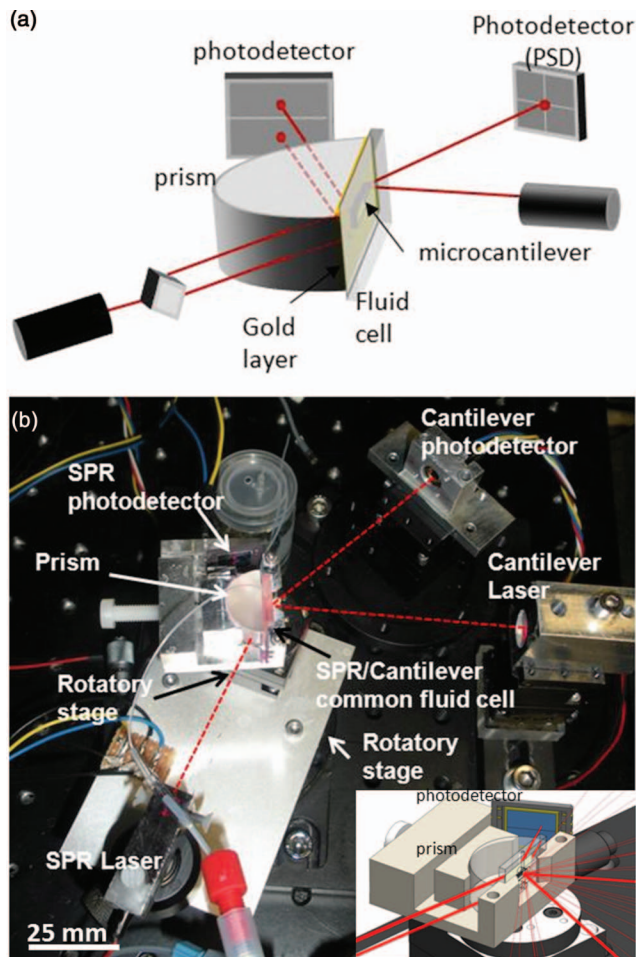 (a)
photodetector
Photodetector
(PSD)
prism
microcantilever
Gold
layer
Fluid
cell
(b)
Cantilever
photodetector
SPR
photodetector
Prism
Cantilever
Laser
SPR/Cantilever
common fluid cell
Rotatory
stage
Rotatory
stage
SPR Laser
25 mm
photodetector
prism